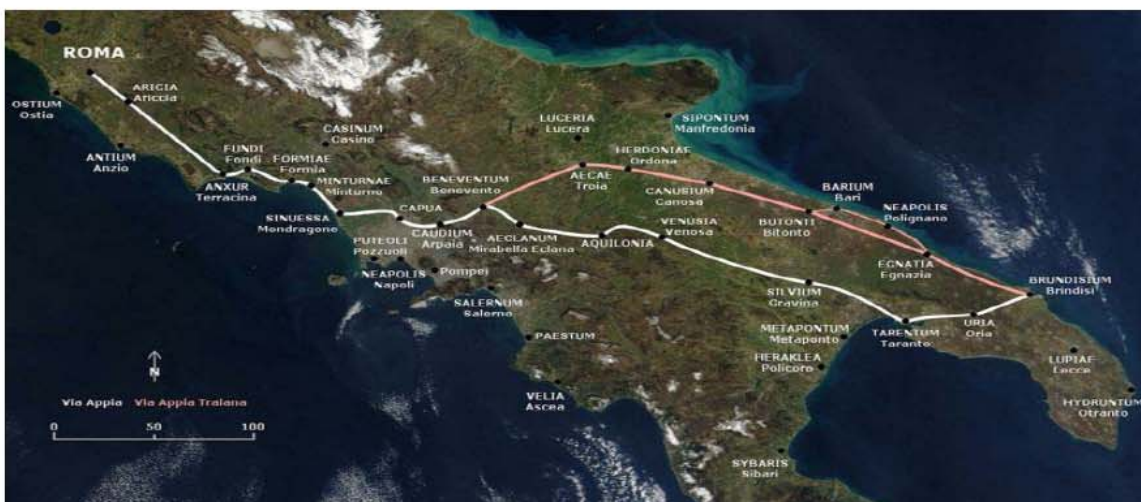 ROMA
ARICIA
Ariccia
OSTIUM
Ostia
ANTIUM
Anzio
FUNDI
Fondi
FORMIAE
Formia
ANXUR
Terracina
MINTURNAE
Minturno
CASINUM
Casino
SINUESSA
Mondragone
CAPUA
CAUDIUM
Arpaia
BENEVENTUM
Benevento
PUTEOLI
Pozzuoli
NEAPOLIS
Napoli
Pompei
SALERNUM
Salerno
AECLANUM
Mirabella Eclano
AQUILONIA
VENUSIA
Venosa
LUCERIA
Lucera
AECAE
Troia
HERDONIAE
Ordona
SIPONTUM
Manfredonia
CANUSIUM
Canosa
BUTONTI
Bitonto
BARIUM
Bari
NEAPOLIS
Polignano
EGNATIA
Egnazia
BRUNDISIUM
Brindisi
SILVIUM
Gravina
TARENTUM
Taranto
URIA
Oria
METAPONTUM
Metaponto
HERAKLEA
Policoro
LUPIAE
Lecce
HYDRUNTUM
Otranto
PAESTUM
VELIA
Ascea
SYBARIS
Sibari
N
Via Appia Via Appia Traiana
0 50 100